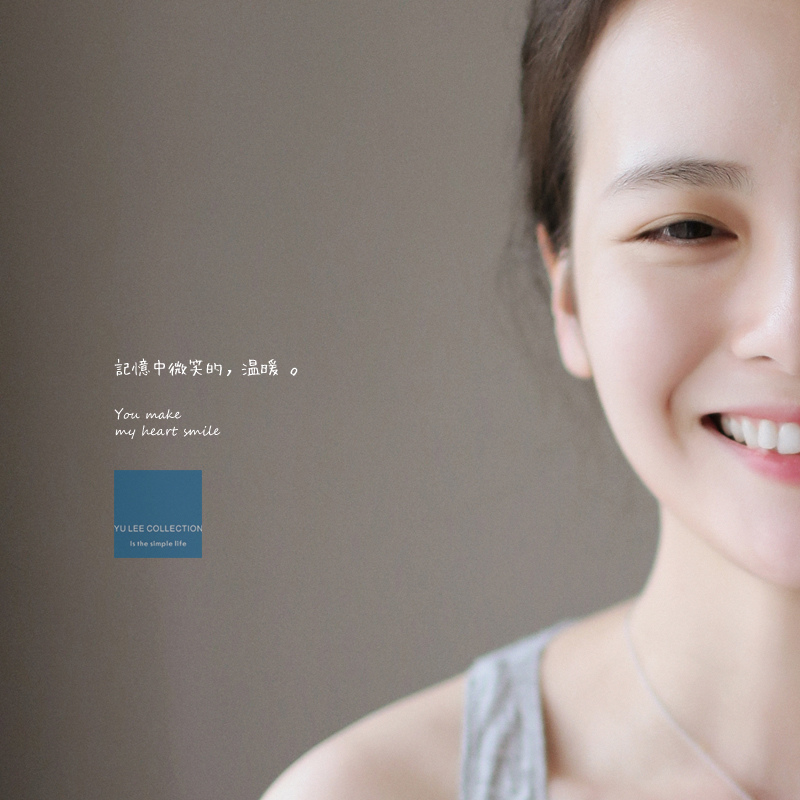 記憶中微笑的，温暖 。
You make
my heart smile
YU LEE COLLECTION
Is the simple life